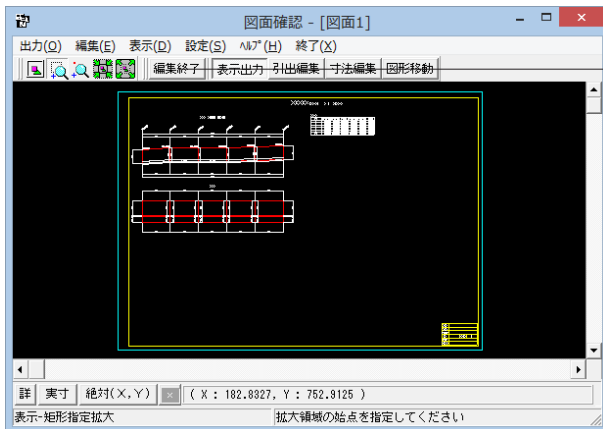 図面確認 - [図面1]
出力(O) 編集(E) 表示(D) 設定(S) ﾍﾙﾌﾟ(H) 終了(X)
編集終了 表示出力 引出編集 寸法編集 図形移動
詳 実寸 絶対(X,Y) × ( X : 182.8327, Y : 752.9125 )
表示-矩形指定拡大 拡大領域の始点を指定してください